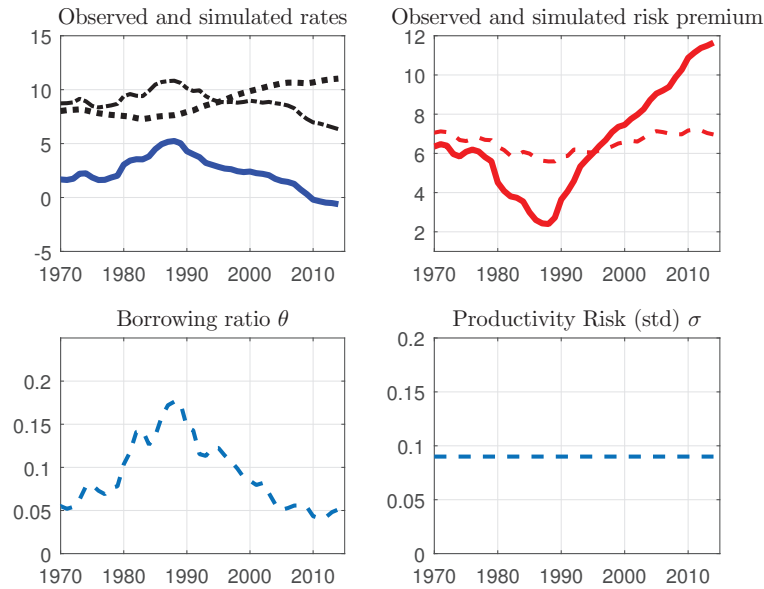 Observed and simulated rates
15
10
5
0
-5
1970 1980 1990 2000 2010
Observed and simulated risk premium
12
10
8
6
4
2
1970 1980 1990 2000 2010
Borrowing ratio θ
0.2
0.15
0.1
0.05
0
1970 1980 1990 2000 2010
Productivity Risk (std) σ
0.2
0.15
0.1
0.05
0
1970 1980 1990 2000 2010